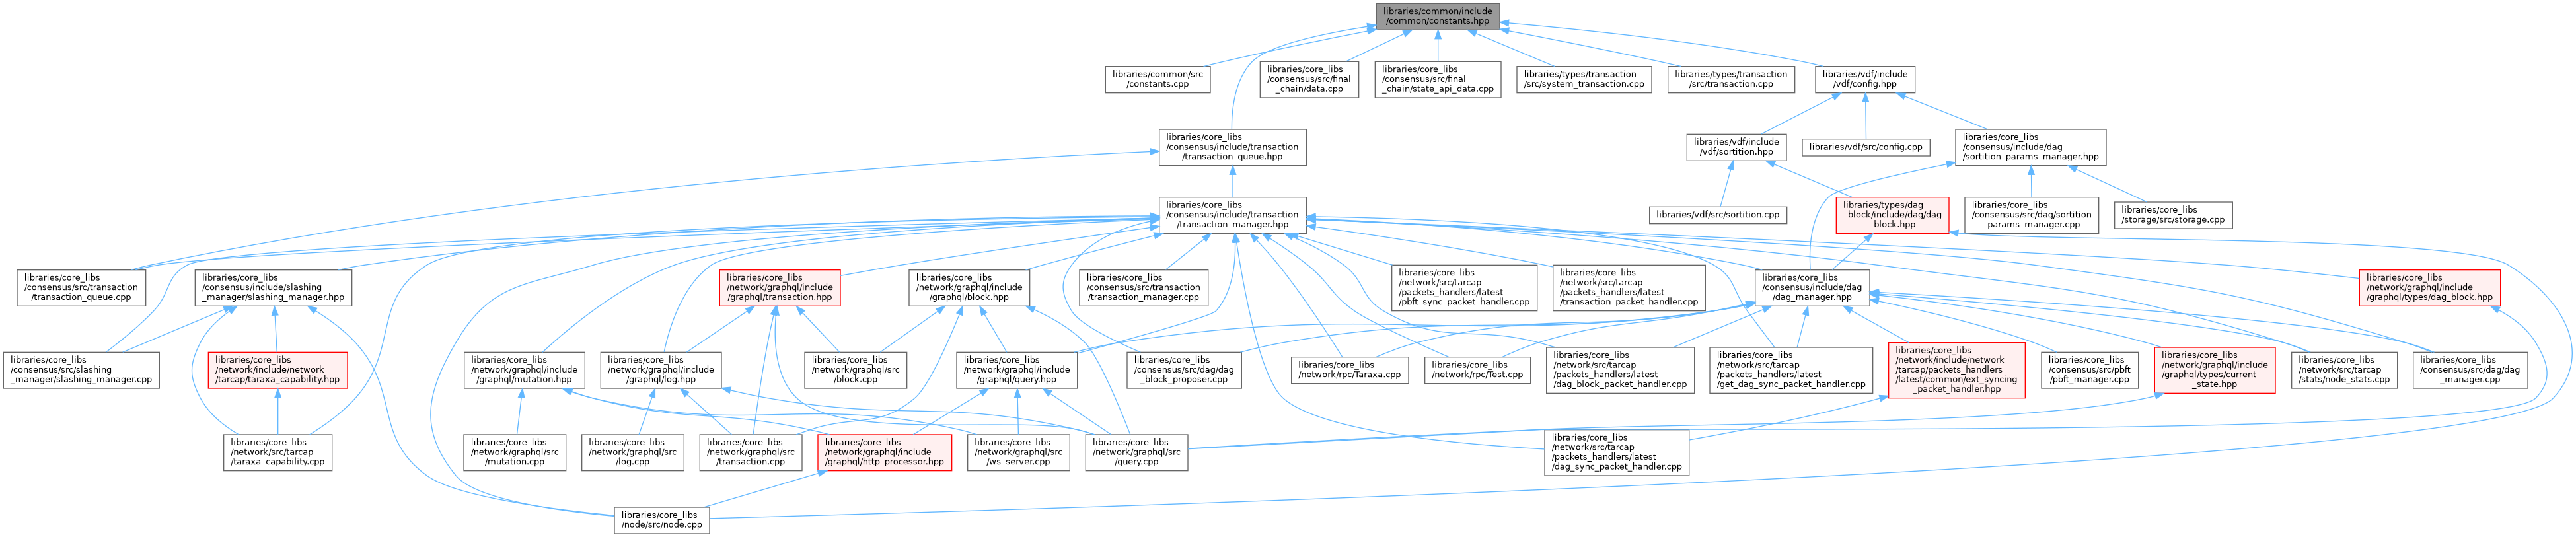 libraries/common/include
/common/constants.hpp
libraries/common/src
/constants.cpp
libraries/core_libs
/consensus/src/final
_chain/data.cpp
libraries/core_libs
/consensus/src/final
_chain/state_api_data.cpp
libraries/types/transaction
/src/system_transaction.cpp
libraries/types/transaction
/src/transaction.cpp
libraries/vdf/include
/vdf/config.hpp
libraries/core_libs
/consensus/include/transaction
/transaction_queue.hpp
libraries/vdf/include
/vdf/sortition.hpp
libraries/vdf/src/config.cpp
libraries/core_libs
/consensus/include/dag
/sortition_params_manager.hpp
libraries/core_libs
/consensus/include/transaction
/transaction_manager.hpp
libraries/vdf/src/sortition.cpp
libraries/types/dag
_block/include/dag/dag
_block.hpp
libraries/core_libs
/consensus/src/dag/sortition
_params_manager.cpp
libraries/core_libs
/storage/src/storage.cpp
libraries/core_libs
/consensus/src/transaction
/transaction_queue.cpp
libraries/core_libs
/consensus/include/slashing
_manager/slashing_manager.hpp
libraries/core_libs
/network/graphql/include
/graphql/transaction.hpp
libraries/core_libs
/network/graphql/include
/graphql/block.hpp
libraries/core_libs
/consensus/src/transaction
/transaction_manager.cpp
libraries/core_libs
/network/src/tarcap
/packets_handlers/latest
/pbft_sync_packet_handler.cpp
libraries/core_libs
/network/src/tarcap
/packets_handlers/latest
/transaction_packet_handler.cpp
libraries/core_libs
/consensus/include/dag
/dag_manager.hpp
libraries/core_libs
/network/graphql/include
/graphql/types/dag_block.hpp
libraries/core_libs
/consensus/src/slashing
_manager/slashing_manager.cpp
libraries/core_libs
/network/include/network
/tarcap/taraxa_capability.hpp
libraries/core_libs
/network/graphql/include
/graphql/mutation.hpp
libraries/core_libs
/network/graphql/include
/graphql/log.hpp
libraries/core_libs
/network/graphql/src
/block.cpp
libraries/core_libs
/network/graphql/include
/graphql/query.hpp
libraries/core_libs
/consensus/src/dag/dag
_block_proposer.cpp
libraries/core_libs
/network/rpc/Taraxa.cpp
libraries/core_libs
/network/rpc/Test.cpp
libraries/core_libs
/network/src/tarcap
/packets_handlers/latest
/dag_block_packet_handler.cpp
libraries/core_libs
/network/src/tarcap
/packets_handlers/latest
/get_dag_sync_packet_handler.cpp
libraries/core_libs
/network/include/network
/tarcap/packets_handlers
/latest/common/ext_syncing
_packet_handler.hpp
libraries/core_libs
/consensus/src/pbft
/pbft_manager.cpp
libraries/core_libs
/network/graphql/include
/graphql/types/current
_state.hpp
libraries/core_libs
/network/src/tarcap
/stats/node_stats.cpp
libraries/core_libs
/consensus/src/dag/dag
_manager.cpp
libraries/core_libs
/network/src/tarcap
/taraxa_capability.cpp
libraries/core_libs
/network/graphql/src
/mutation.cpp
libraries/core_libs
/network/graphql/src
/log.cpp
libraries/core_libs
/network/graphql/src
/transaction.cpp
libraries/core_libs
/network/graphql/include
/graphql/http_processor.hpp
libraries/core_libs
/network/graphql/src
/ws_server.cpp
libraries/core_libs
/network/graphql/src
/query.cpp
libraries/core_libs
/network/src/tarcap
/packets_handlers/latest
/dag_sync_packet_handler.cpp
libraries/core_libs
/node/src/node.cpp